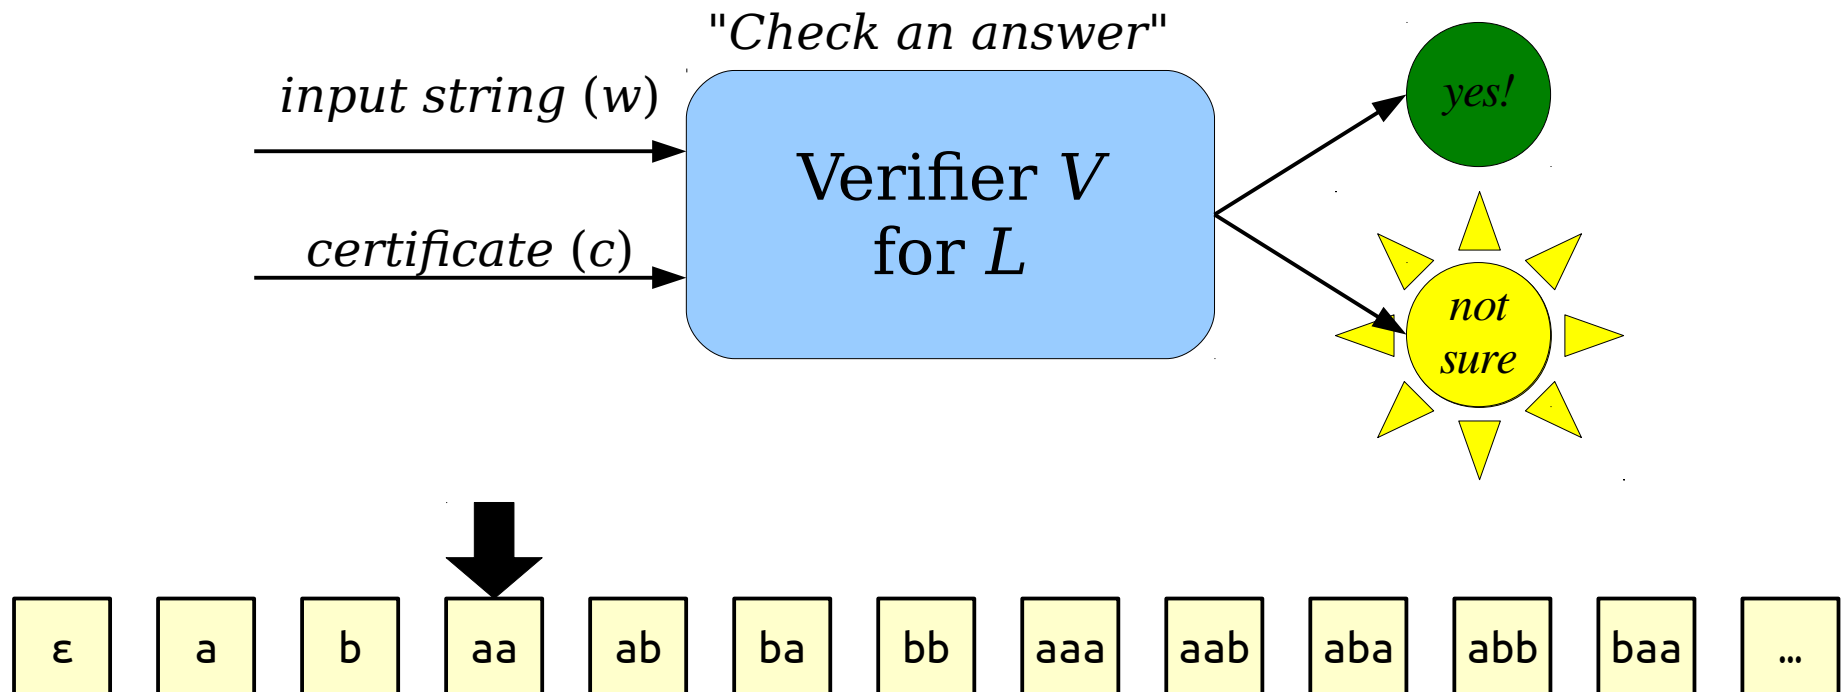 "Check an answer"
input string (w)
certificate (c)
Verifier V
for L
yes!
not
sure
ε a b aa ab ba bb aaa aab aba abb baa …